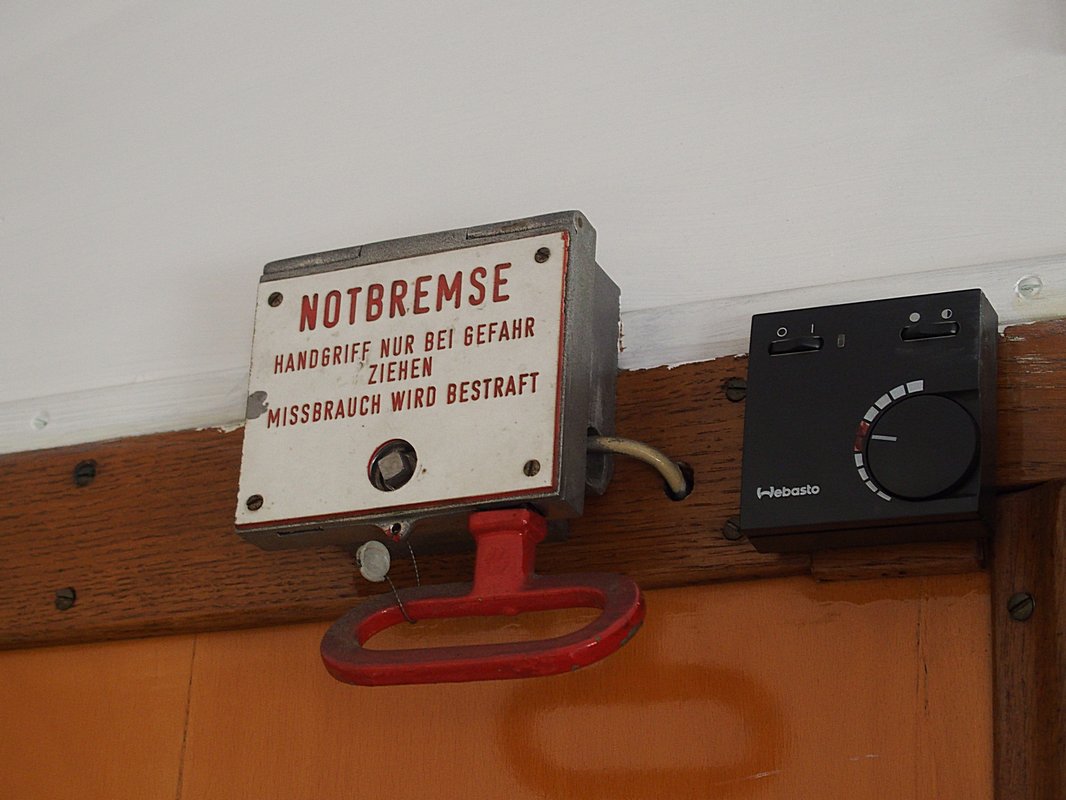 NOTBREMSE
HANDGRIFF NUR BEI GEFAHR
ZIEHEN
MISSBRAUCH WIRD BESTRAFT
Webasto